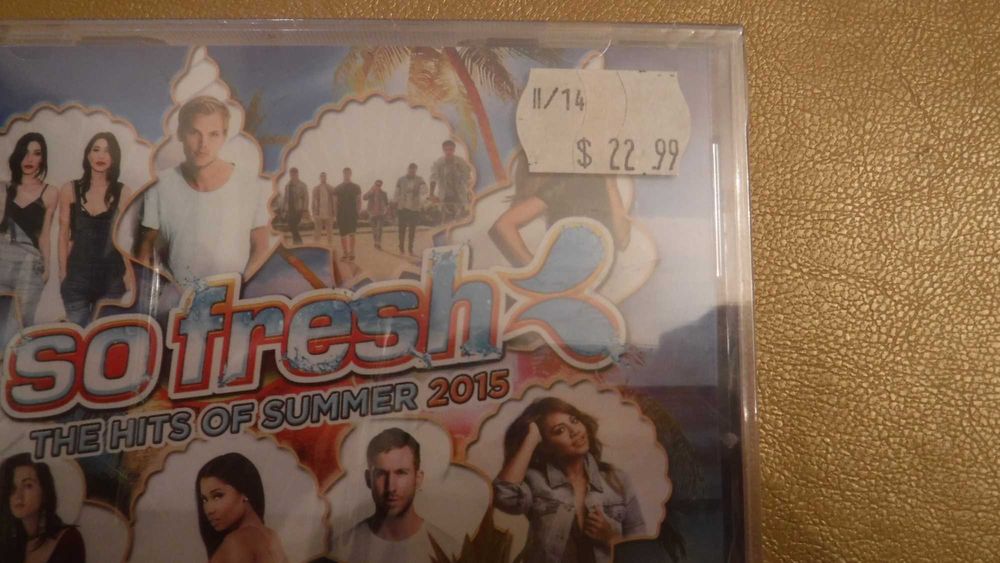 11/14
$ 22.99
so fresh
THE HITS OF SUMMER 2015